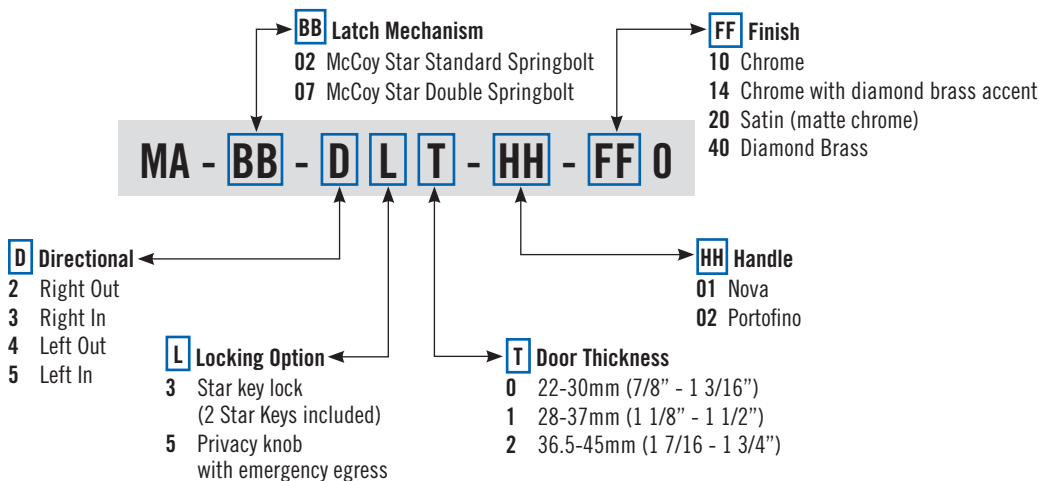 BB Latch Mechanism
02 McCoy Star Standard Springbolt
07 McCoy Star Double Springbolt
FF Finish
10 Chrome
14 Chrome with diamond brass accent
20 Satin (matte chrome)
40 Diamond Brass
MA - BB - D L T - HH - FF 0
D Directional
2 Right Out
3 Right In
4 Left Out
5 Left In
L Locking Option
3 Star key lock
(2 Star Keys included)
5 Privacy knob
with emergency egress
T Door Thickness
0 22-30mm (7/8” - 1 3/16”)
1 28-37mm (1 1/8” - 1 1/2”)
2 36.5-45mm (1 7/16 - 1 3/4”)
HH Handle
01 Nova
02 Portofino